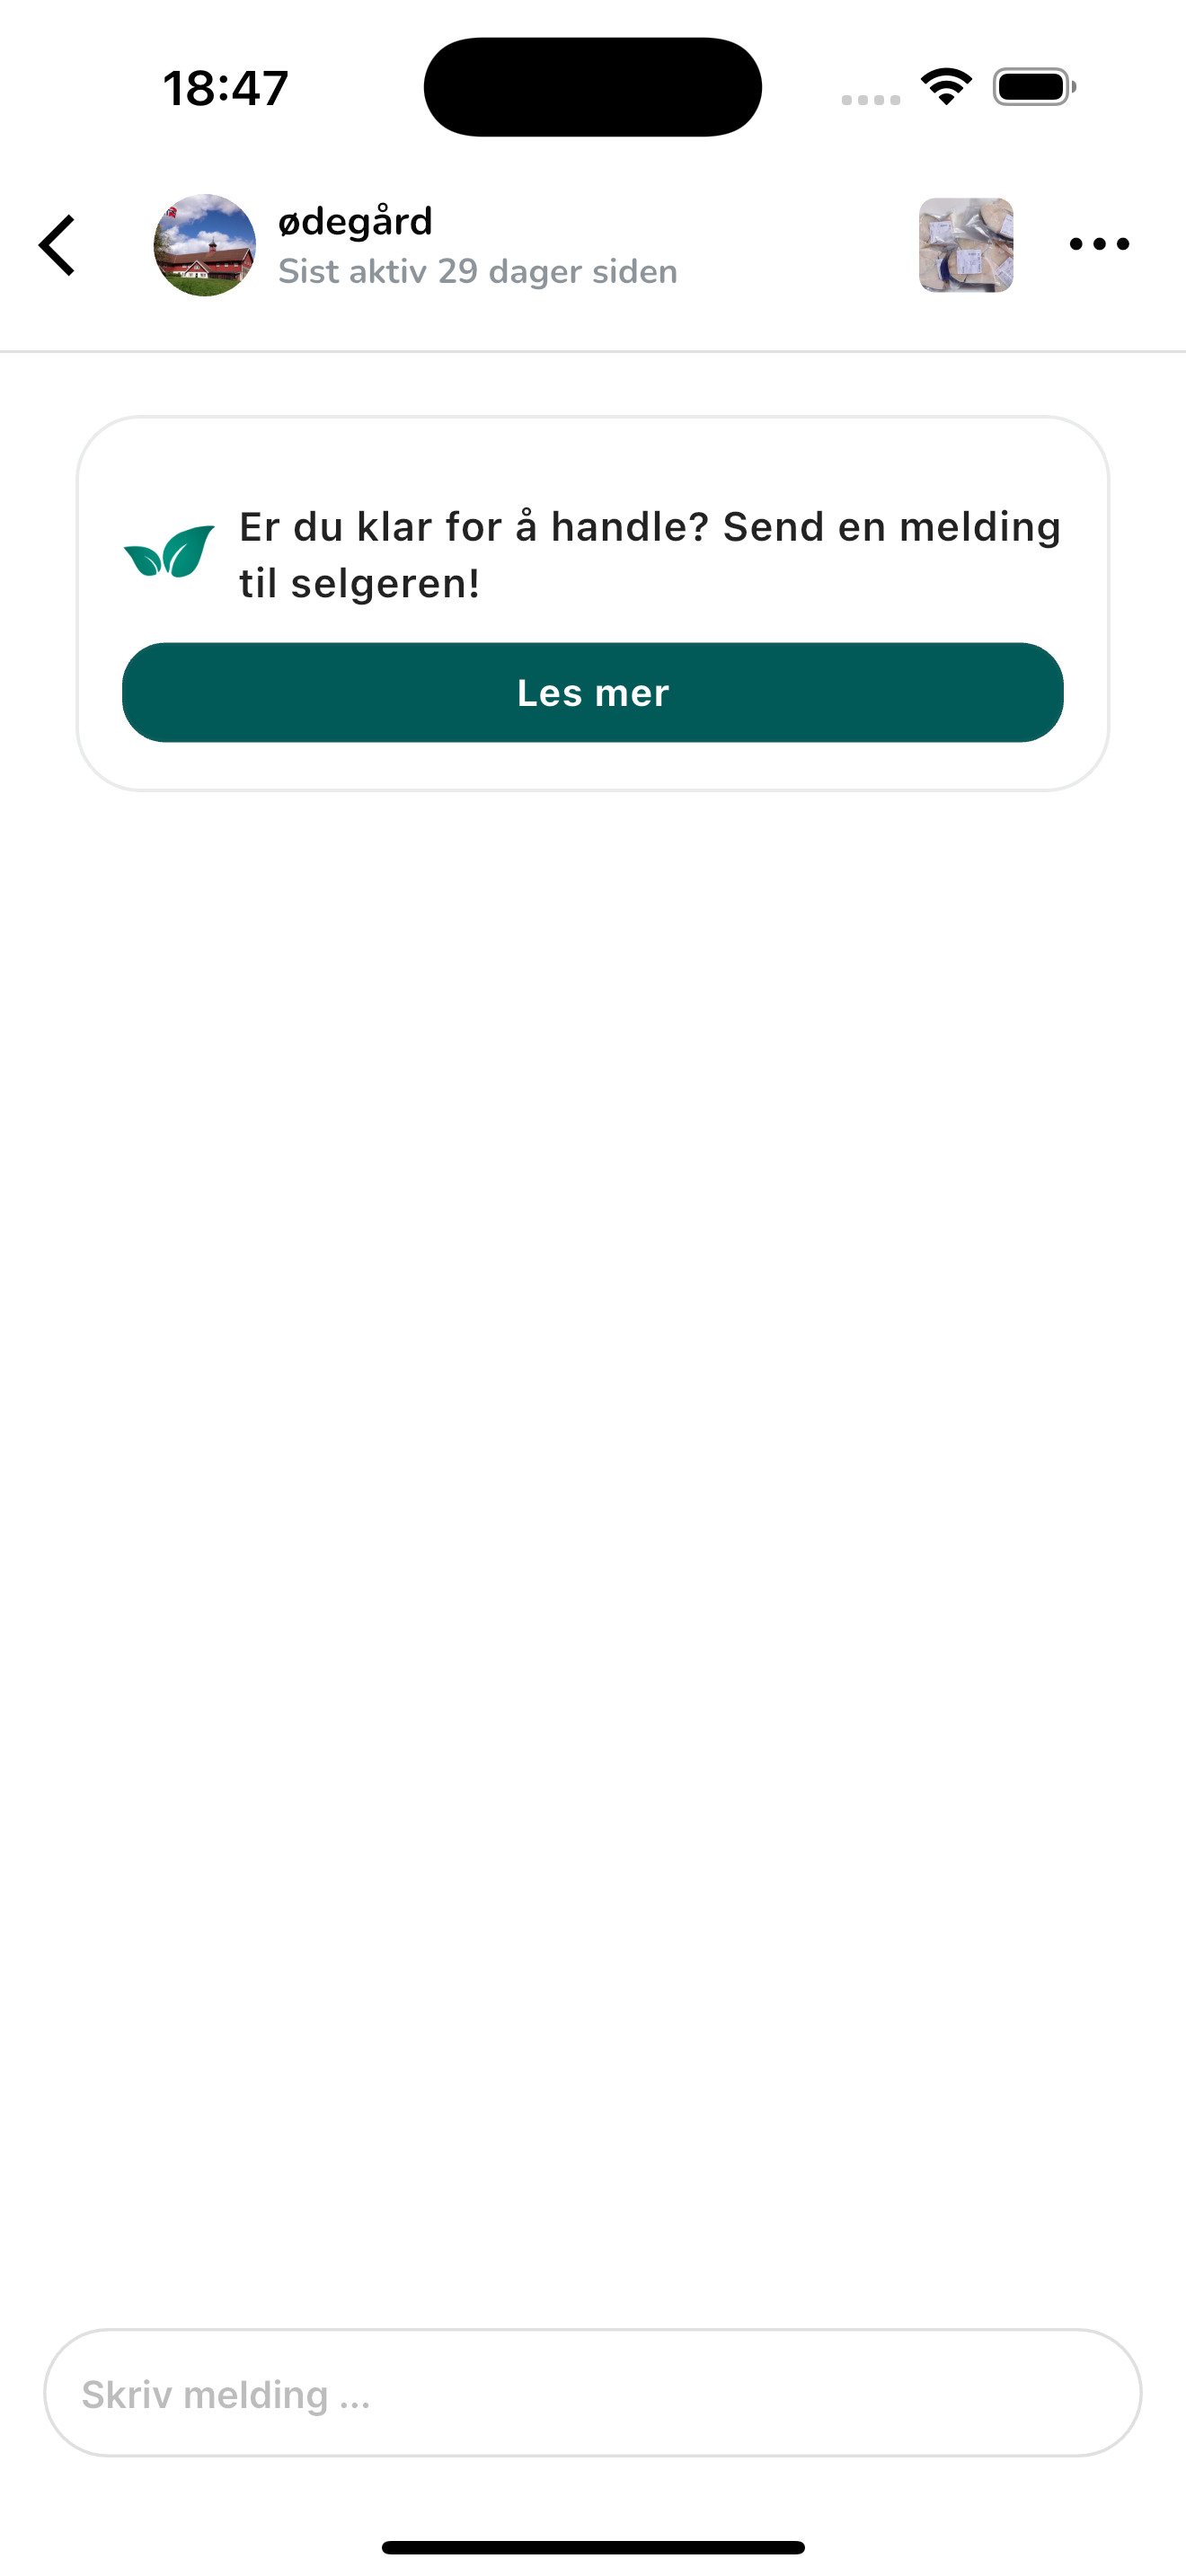 18:47
ødegård
Sist aktiv 29 dager siden
Er du klar for å handle? Send en melding
til selgeren!
Les mer
Skriv melding ...